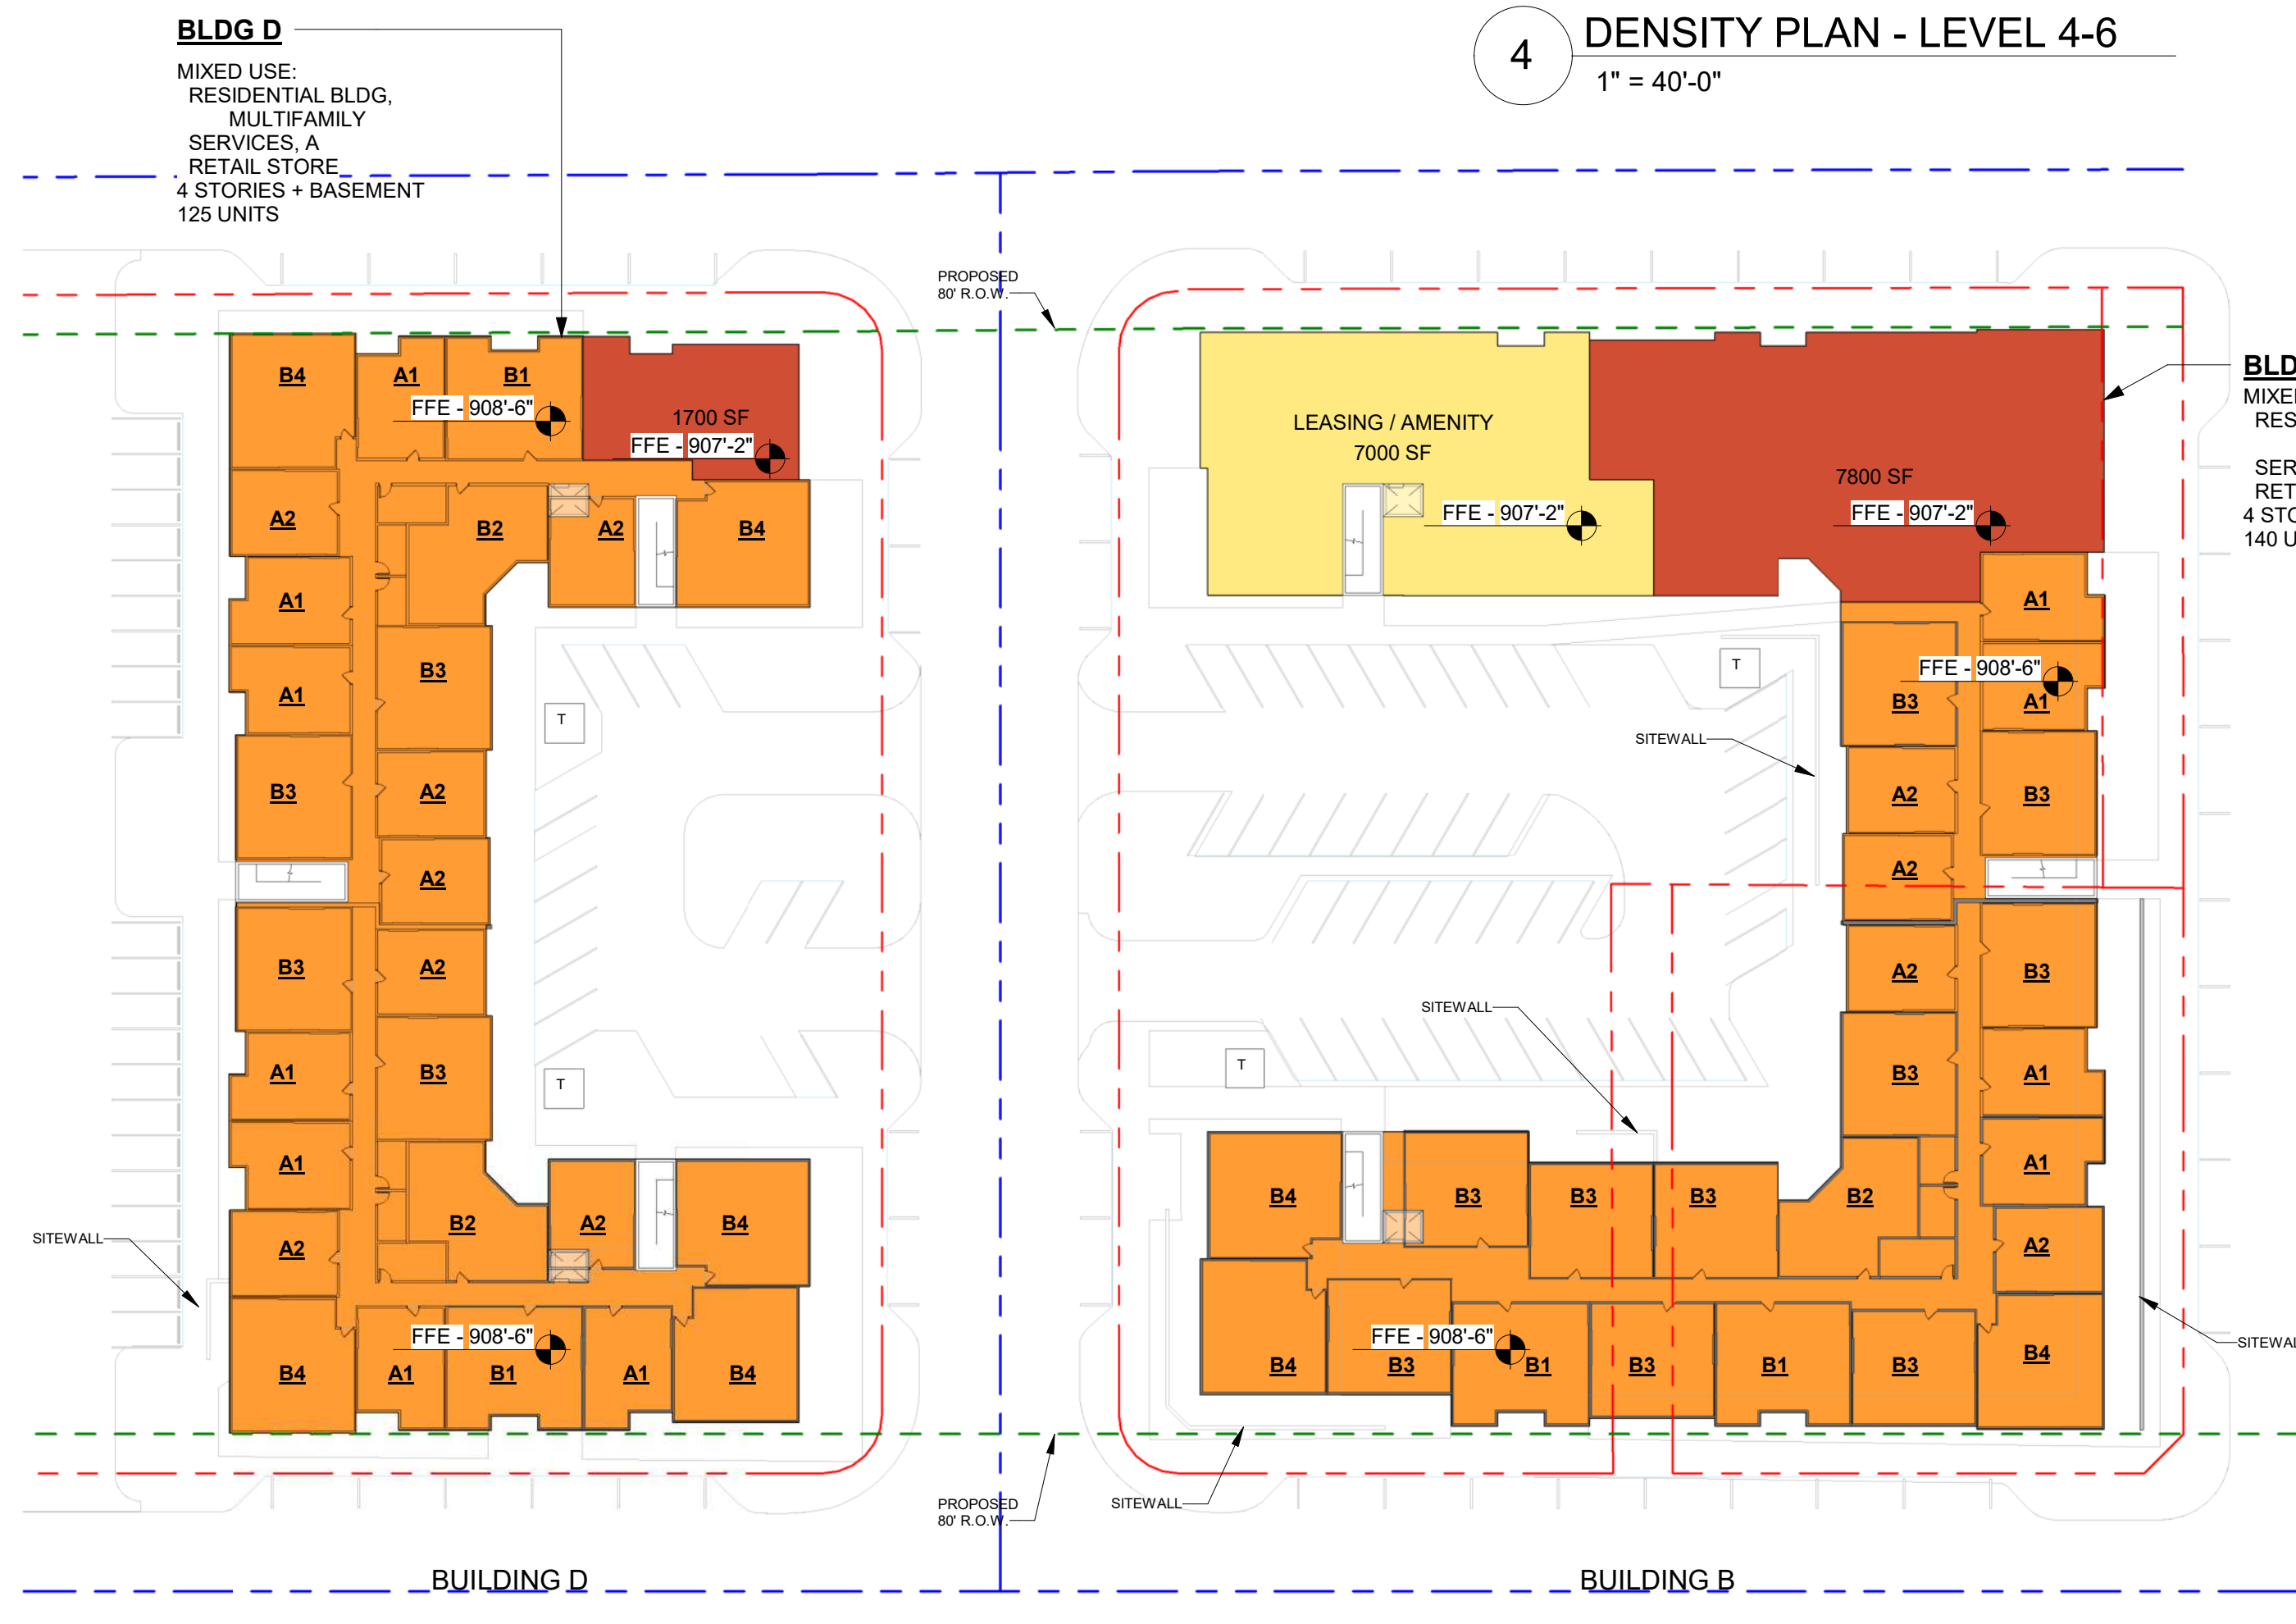 BLDG D
MIXED USE:
RESIDENTIAL BLDG,
MULTIFAMILY
SERVICES, A
RETAIL STORE
4 STORIES + BASEMENT
125 UNITS
4
DENSITY PLAN - LEVEL 4-6
1" = 40'-0"
PROPOSED
80' R.O.W.
B4
A1
B1
FFE - 908'-6"
1700 SF
FFE - 907'-2"
A2
B2
A2
B4
A1
A1
B3
B3
A2
A2
T
B3
A2
A1
B3
T
A1
A2
B2
A2
B4
SITEWALL
B4
A1
B1
A1
B4
FFE - 908'-6"
LEASING / AMENITY
7000 SF
FFE - 907'-2"
7800 SF
FFE - 907'-2"
BLD
MIXE
RES
SER
RET
4 STO
140 U
A1
T
FFE - 908'-6"
B3
A1
SITEWALL
A2
B3
A2
A2
B3
SITEWALL
B3
A1
T
A1
B4
B3
B3
B3
B2
A2
B4
B3
B1
B3
B1
B3
B4
FFE - 908'-6"
SITEWAL
PROPOSED
80' R.O.W.
SITEWALL
BUILDING D
BUILDING B